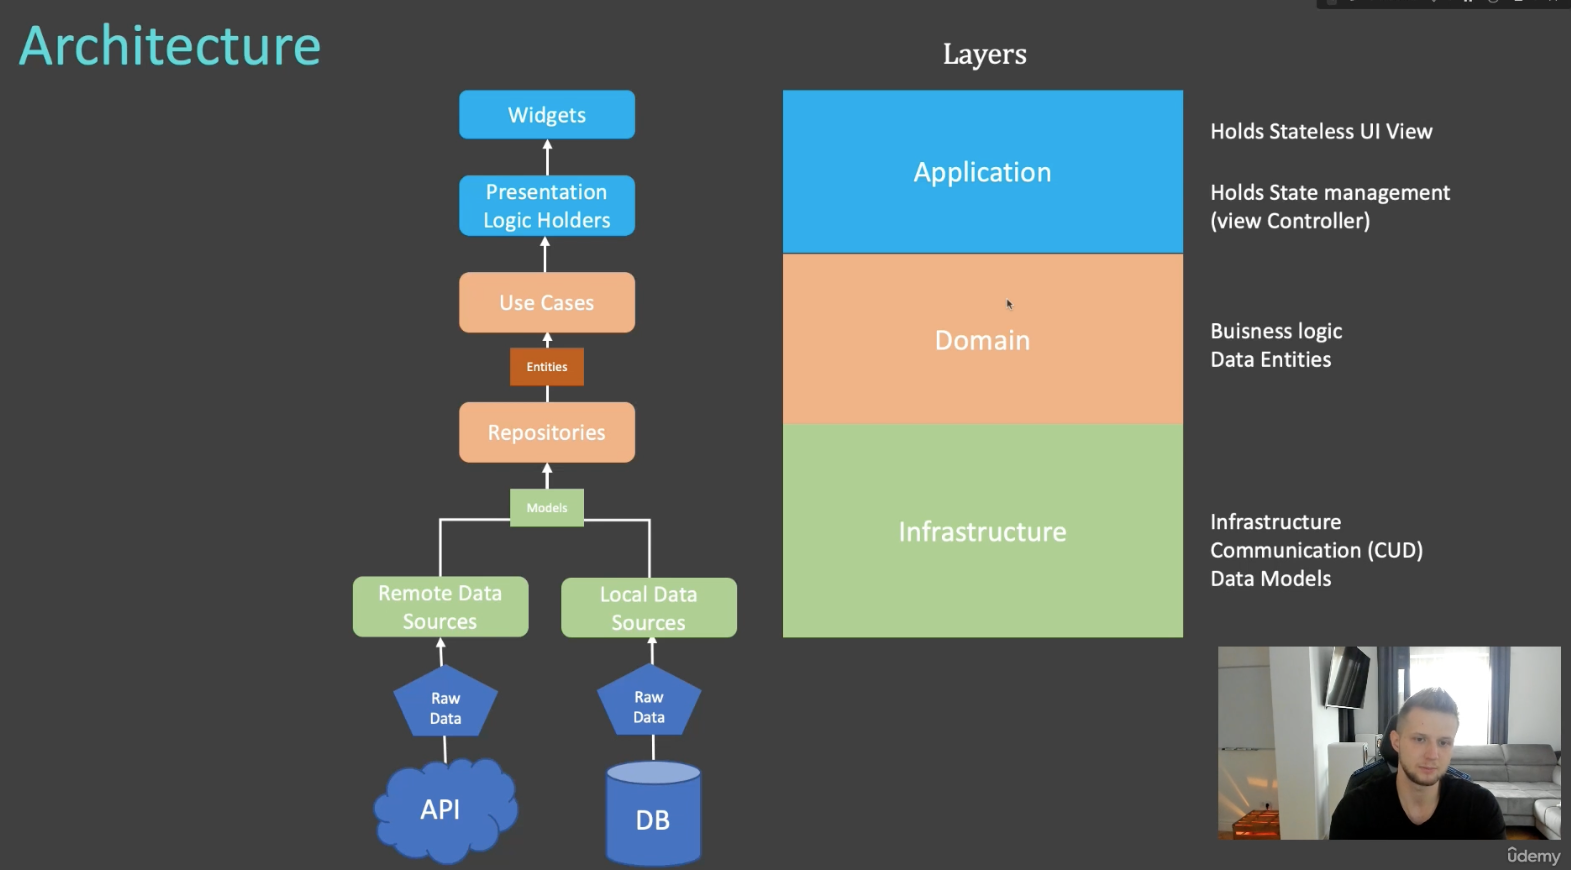 Architecture
Layers
Widgets
Presentation
Logic Holders
Use Cases
Entities
Repositories
Models
Remote Data
Sources
Local Data
Sources
Raw
Data
Raw
Data
API
DB
Application
Domain
Infrastructure
Holds Stateless UI View
Holds State management
(view Controller)
Buisness logic
Data Entities
Infrastructure
Communication (CUD)
Data Models
ûdemy